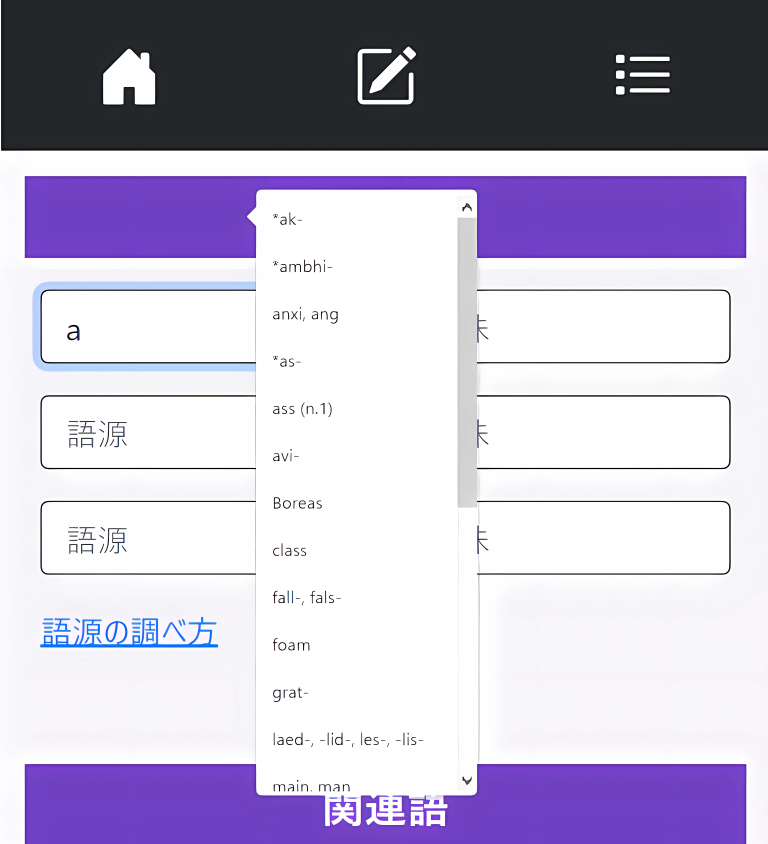 *ak-
*ambhi-
anxi, ang
a
*as-
ass (n.1)
語源
avi-
Boreas
語源
class
fall-, fals-
語源の調べ方
foam
grat-
laed-, -lid-, les-, -lis-
main, man
関連語